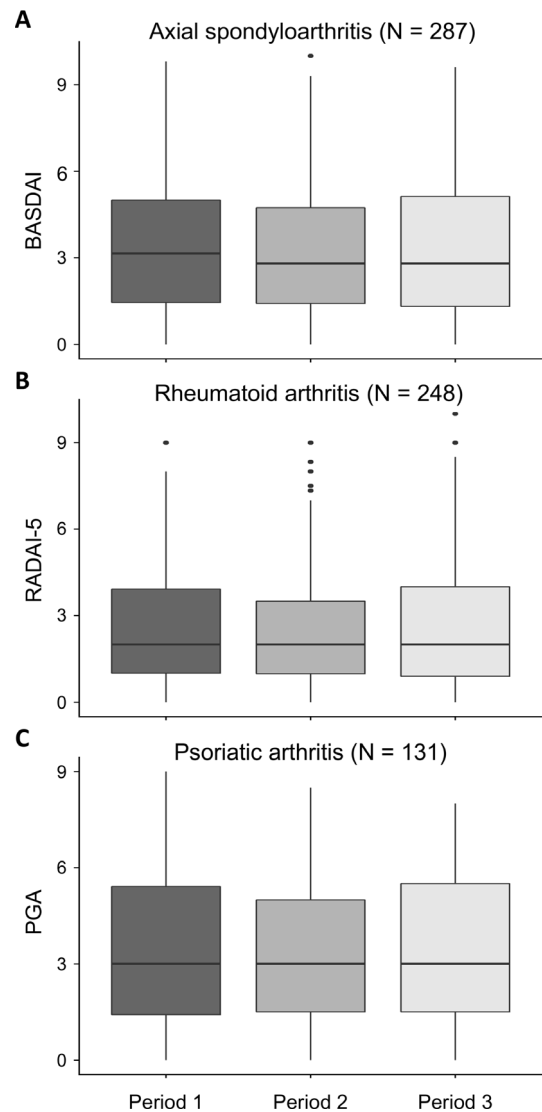 A
Axial spondyloarthritis (N = 287)
BASDAI
9
6
3
0
B
Rheumatoid arthritis (N = 248)
RADAI-5
9
6
3
0
C
Psoriatic arthritis (N = 131)
PGA
9
6
3
0
Period 1 Period 2 Period 3